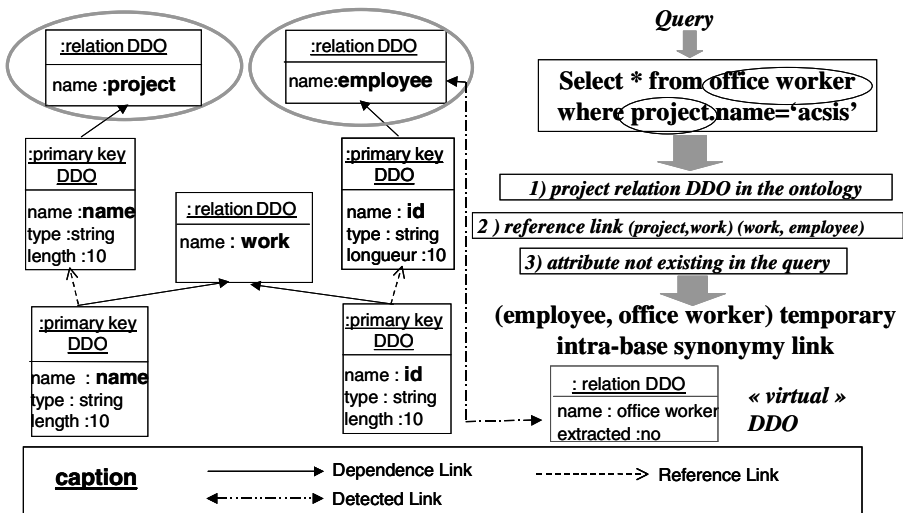 :relation DDO
name :project
:relation DDO
name:employee
:primary key
DDO
name :name
type :string
length :10
: relation DDO
name : work
:primary key
DDO
name : id
type : string
longueur :10
:primary key
DDO
name : name
type : string
length :10
:primary key
DDO
name : id
type : string
length :10
Query
Select * from office worker
where project.name=‘acsis’
1) project relation DDO in the ontology
2 ) reference link (project,work) (work, employee)
3) attribute not existing in the query
(employee, office worker) temporary
intra-base synonymy link
: relation DDO
name : office worker
extracted :no
« virtual »
DDO
caption
Dependence Link
Reference Link
Detected Link